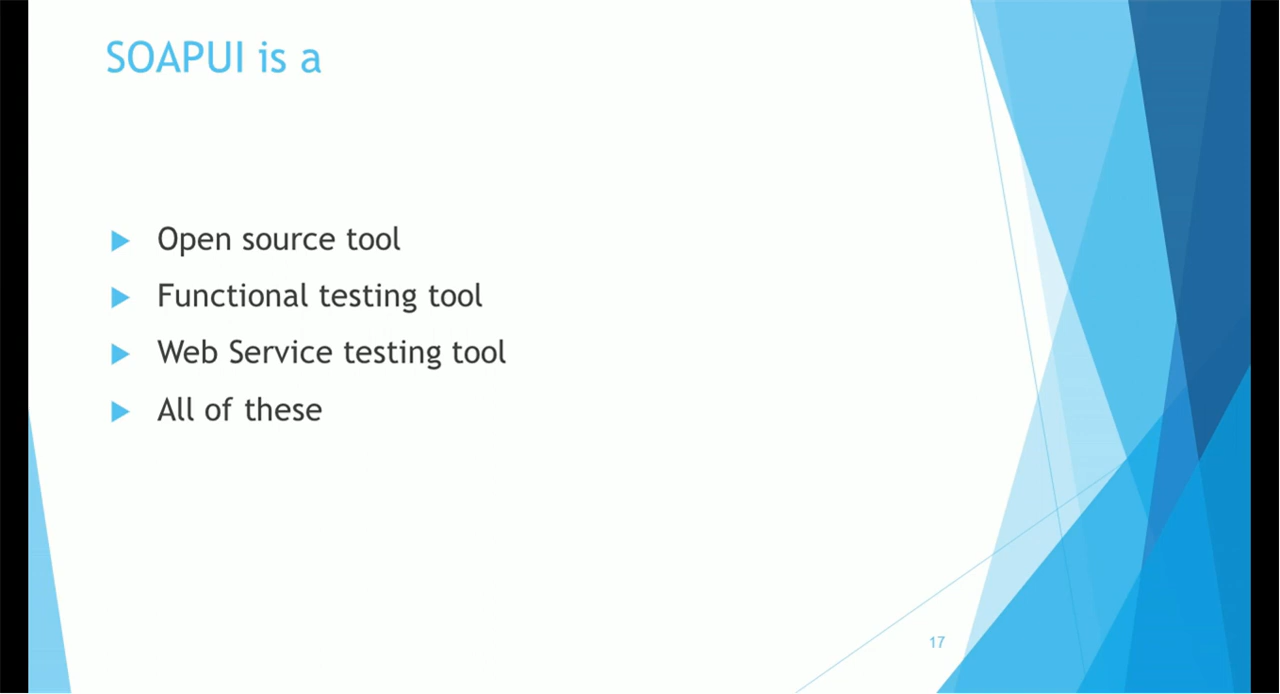 SOAPUI is a
Open source tool
Functional testing tool
Web Service testing tool
All of these
17